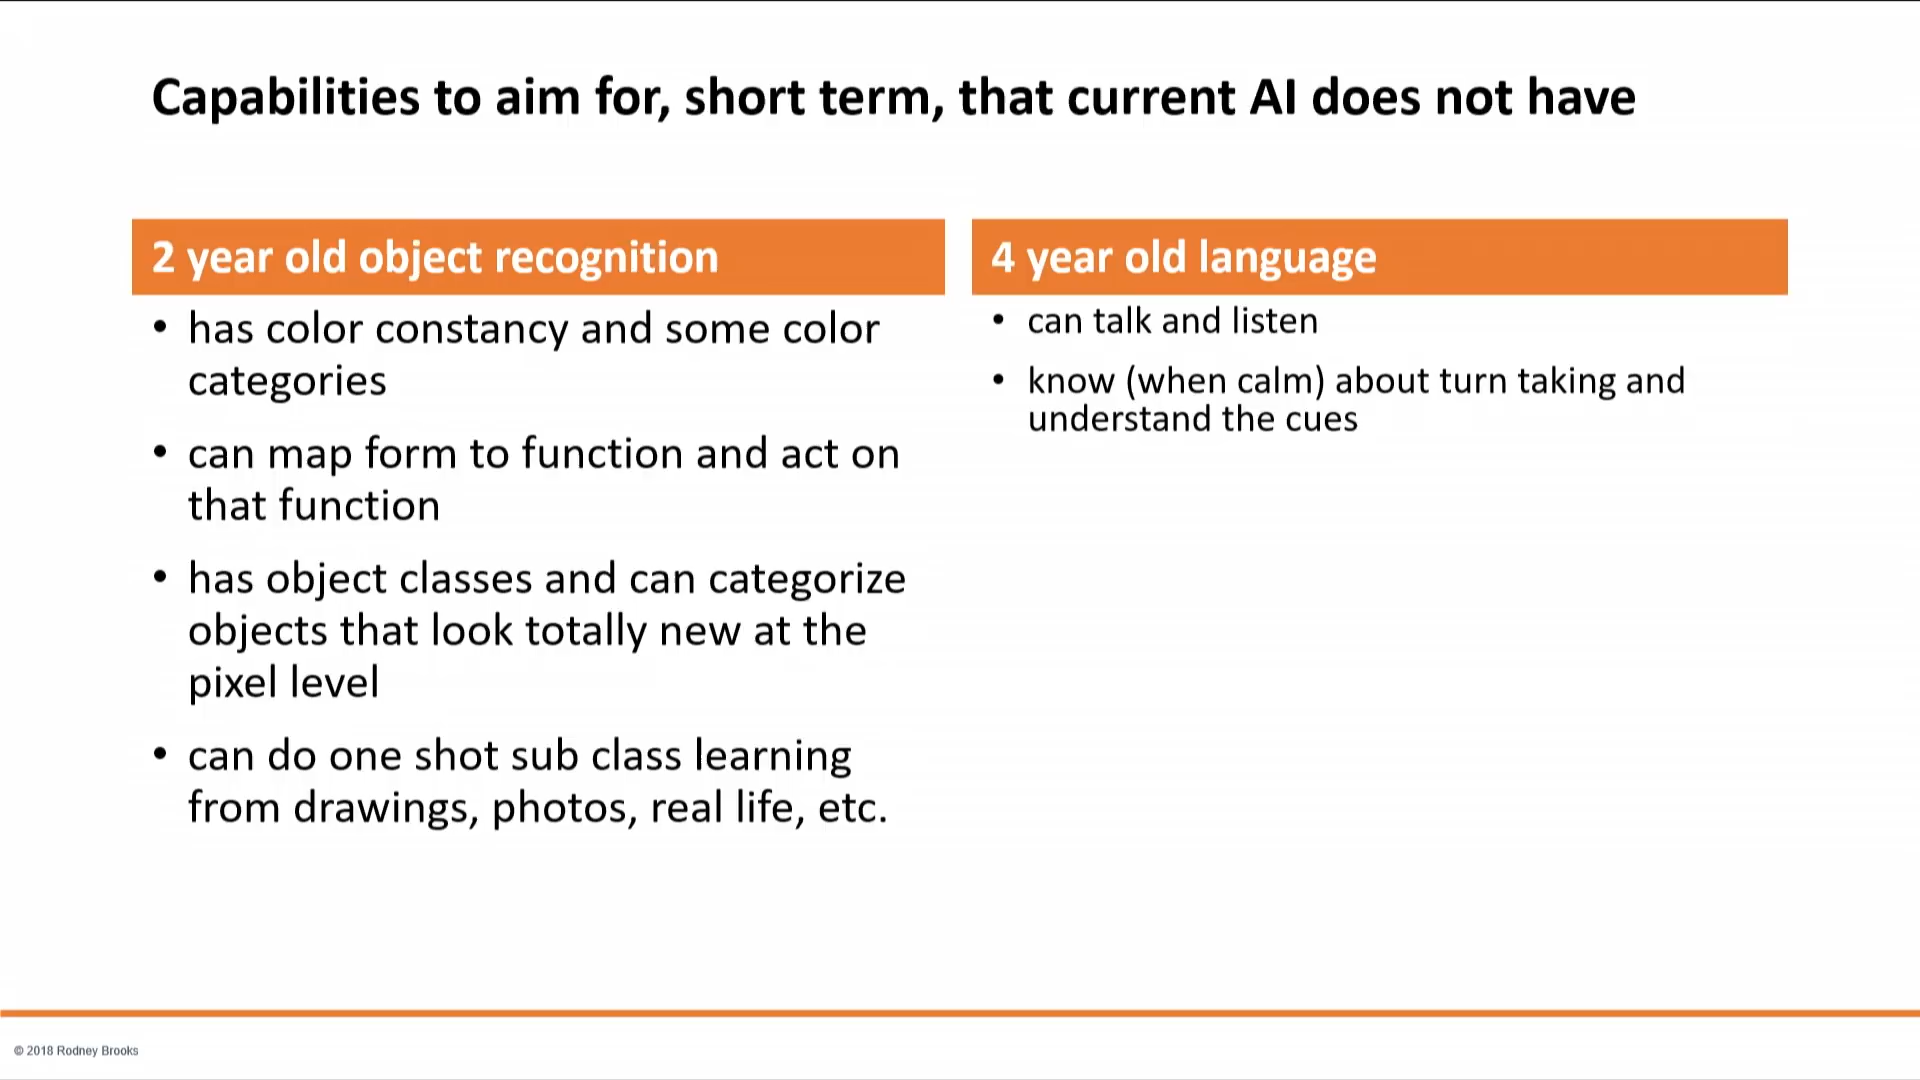 Capabilities to aim for, short term, that current AI does not have
2 year old object recognition
• has color constancy and some color
categories
• can map form to function and act on
that function
• has object classes and can categorize
objects that look totally new at the
pixel level
• can do one shot sub class learning
from drawings, photos, real life, etc.
4 year old language
• can talk and listen
• know (when calm) about turn taking and
understand the cues
© 2018 Rodney Brooks